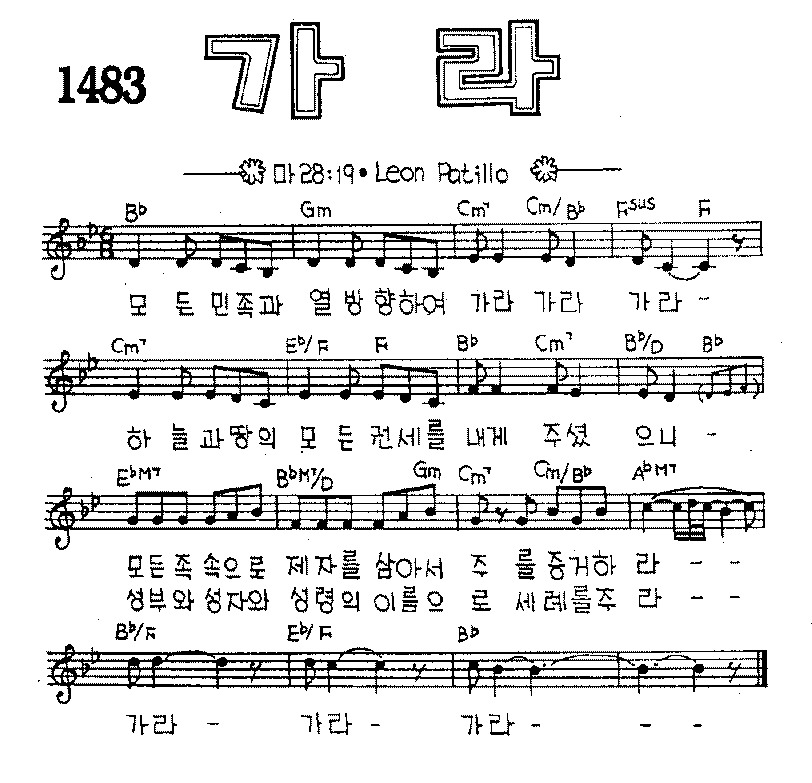 1483 가 라
마28:19 • Leon Patillo
B♭ Gm Cm7 Cm/B♭ Fsus F
모 든 민족과 열 방 향하여 가라 가라 가라 -
Cm7 E♭/F F B♭ Cm7 B♭/D B♭
하 늘 과땅의 모 든 권세를 내게 주셨 으니 -
E♭M7 B♭M7/D Gm Cm7 Cm/B♭ A♭M7
모든족 속으로 제자를 삼아서 주 를증거하 라 - -
성부와 성자와 성령의 이름으 로 세례를주 라 - -
B♭/F E♭/F B♭
가라 - 가라 - 가라 - - -